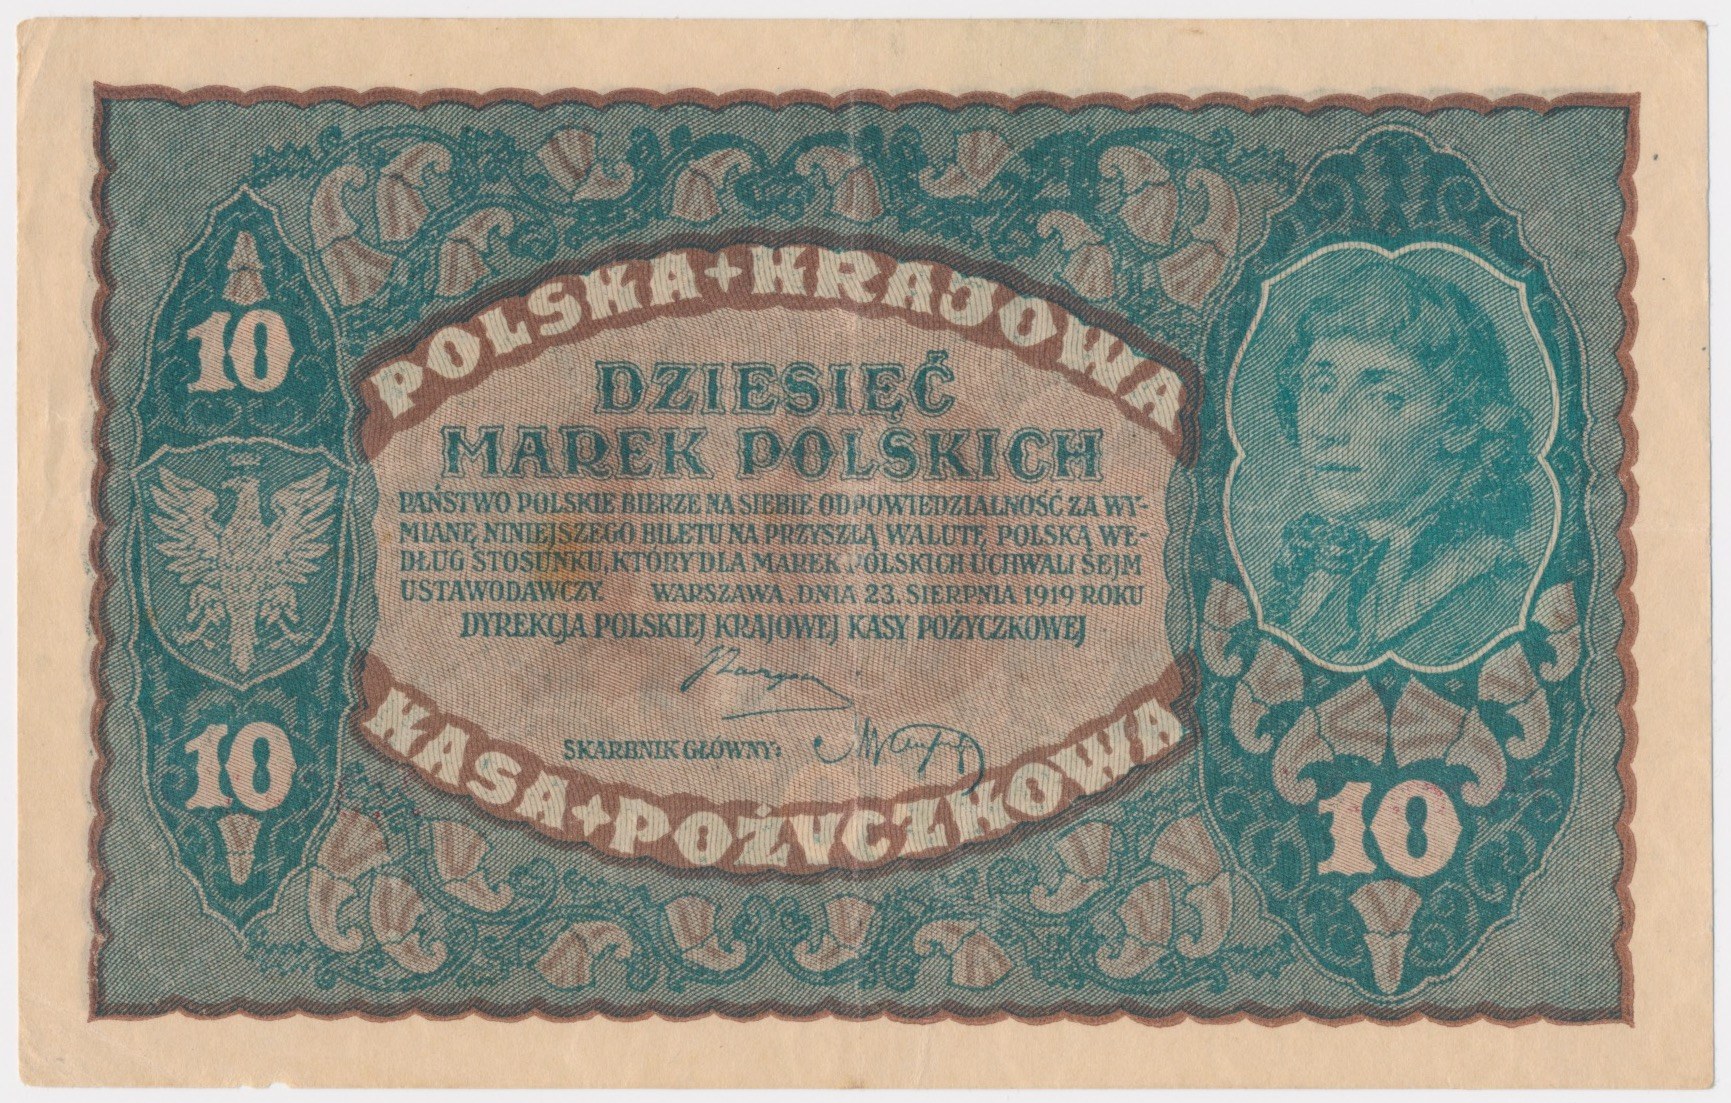 POLSKA + KRAJOWA
10
DZIESIĘĆ
MAREK POLSKICH
PAŃSTWO POLSKIE BIERZE NA SIEBIE ODPOWIEDZIALNOŚĆ ZA WY-
MIANĘ NINIEJSZEGO BILETU NA PRZYSZŁĄ WALUTĘ POLSKĄ WE-
DŁUG STOSUNKU, KTÓRY DLA MAREK POLSKICH UCHWALI SEJM
USTAWODAWCZY. WARSZAWA, DNIA 23. SIERPNIA 1919 ROKU
DYREKCJA POLSKIEJ KRAJOWEJ KASY POŻYCZKOWEJ
SKARBNIK GŁÓWNY:
10
10
KASA + POŻYCZKOWA